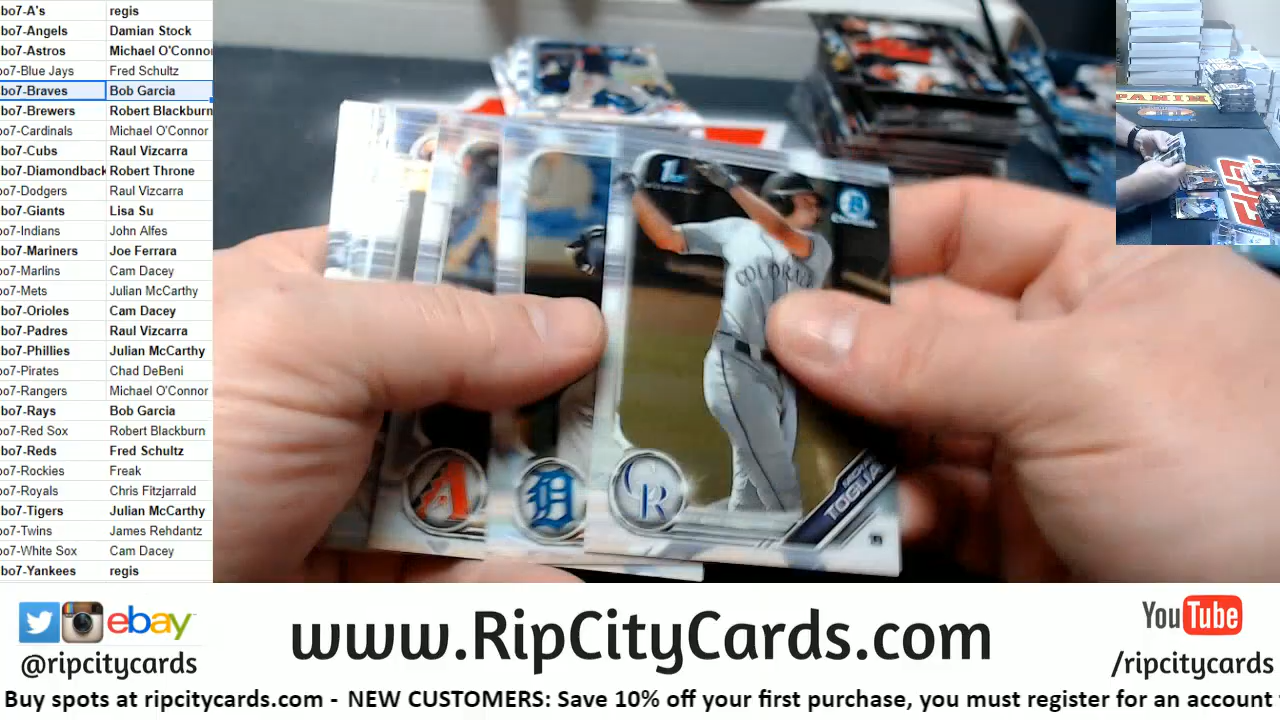 bo7-A's regis
bo7-Angels Damian Stock
bo7-Astros Michael O'Connor
bo7-Blue Jays Fred Schultz
bo7-Braves Bob Garcia
bo7-Brewers Robert Blackburn
bo7-Cardinals Michael O'Connor
bo7-Cubs Raul Vizcarra
bo7-Diamondback Robert Throne
bo7-Dodgers Raul Vizcarra
bo7-Giants Lisa Su
bo7-Indians John Alfes
bo7-Mariners Joe Ferrara
bo7-Marlins Cam Dacey
bo7-Mets Julian McCarthy
bo7-Orioles Cam Dacey
bo7-Padres Raul Vizcarra
bo7-Phillies Julian McCarthy
bo7-Pirates Chad DeBeni
bo7-Rangers Michael O'Connor
bo7-Rays Bob Garcia
bo7-Red Sox Robert Blackburn
bo7-Reds Fred Schultz
bo7-Rockies Freak
bo7-Royals Chris Fitzjarrald
bo7-Tigers Julian McCarthy
bo7-Twins James Rehdantz
bo7-White Sox Cam Dacey
bo7-Yankees regis
PANINI
1st
B
COLORADO
A
D
CR
TOGLIA
ebay
@ripcitycards
www.RipCityCards.com
YouTube
/ripcitycards
Buy spots at ripcitycards.com - NEW CUSTOMERS: Save 10% off your first purchase, you must register for an account